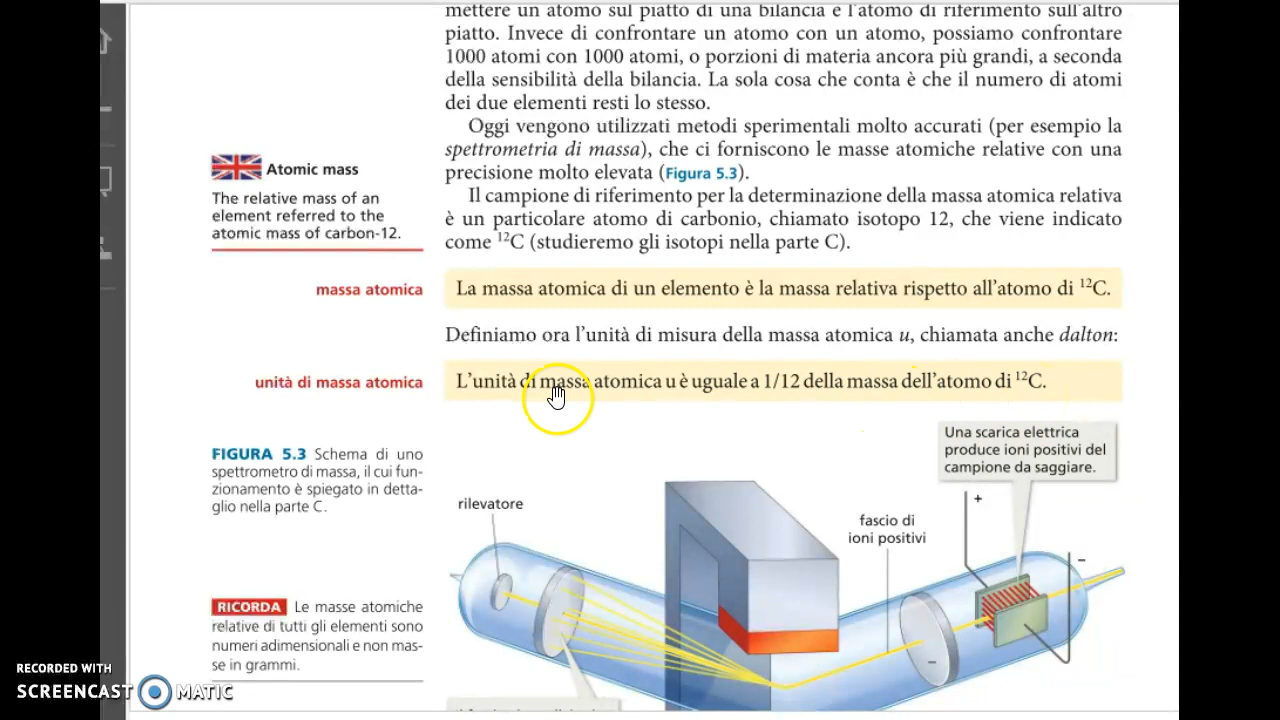 mettere un atomo sul piatto di una bilancia e l'atomo di riferimento sull'altro
piatto. Invece di confrontare un atomo con un atomo, possiamo confrontare
1000 atomi con 1000 atomi, o porzioni di materia ancora più grandi, a seconda
della sensibilità della bilancia. La sola cosa che conta è che il numero di atomi
dei due elementi resti lo stesso.
Oggi vengono utilizzati metodi sperimentali molto accurati (per esempio la
spettrometria di massa), che ci forniscono le masse atomiche relative con una
precisione molto elevata (Figura 5.3).
Il campione di riferimento per la determinazione della massa atomica relativa
è un particolare atomo di carbonio, chiamato isotopo 12, che viene indicato
come ¹²C (studieremo gli isotopi nella parte C).
Atomic mass
The relative mass of an
element referred to the
atomic mass of carbon-12.
massa atomica
La massa atomica di un elemento è la massa relativa rispetto all'atomo di ¹²C.
Definiamo ora l'unità di misura della massa atomica u, chiamata anche dalton:
unità di massa atomica
L'unità di massa atomica u è uguale a 1/12 della massa dell'atomo di ¹²C.
FIGURA 5.3 Schema di uno
spettrometro di massa, il cui fun-
zionamento è spiegato in detta-
glio nella parte C.
RICORDA Le masse atomiche
relative di tutti gli elementi sono
numeri adimensionali e non mas-
se in grammi.
rilevatore
fascio di
ioni positivi
Una scarica elettrica
produce ioni positivi del
campione da saggiare.
+
−
−
RECORDED WITH
SCREENCAST MATIC